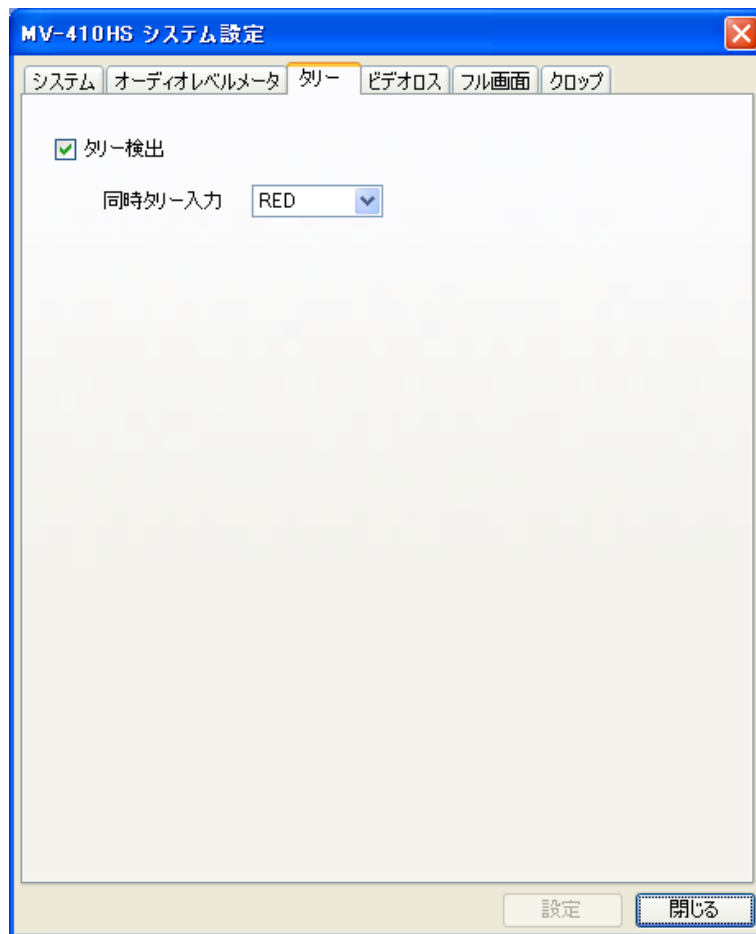 MV-410HS システム設定
システム オーディオレベルメータ タリー ビデオロス フル画面 クロップ
タリー検出
同時タリー入力 RED
設定 閉じる